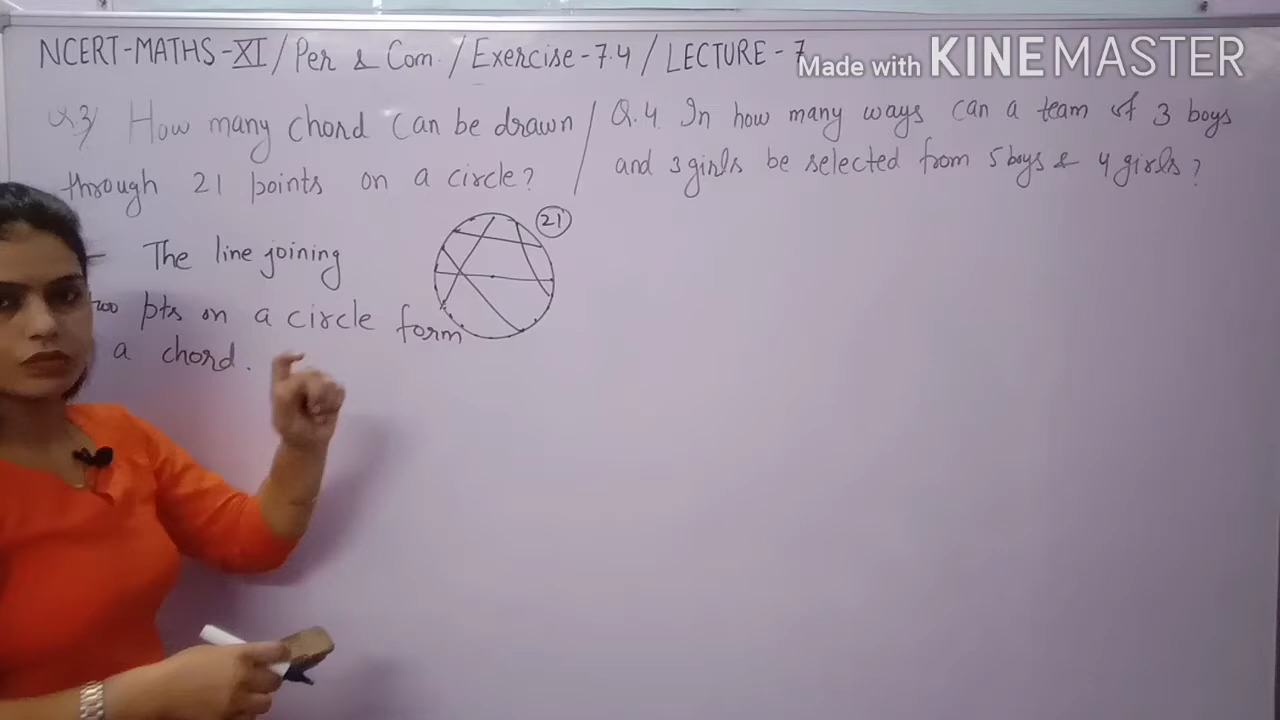 NCERT-MATHS-XI / Per & Com. / Exercise-7.4 / LECTURE-7
Made with KINEMASTER
Q.3/ How many chord can be drawn
through 21 points on a circle?
Q.4. In how many ways can a team of 3 boys
and 3 girls be selected from 5 boys & 4 girls?
21
The line joining
pts on a circle form
a chord.